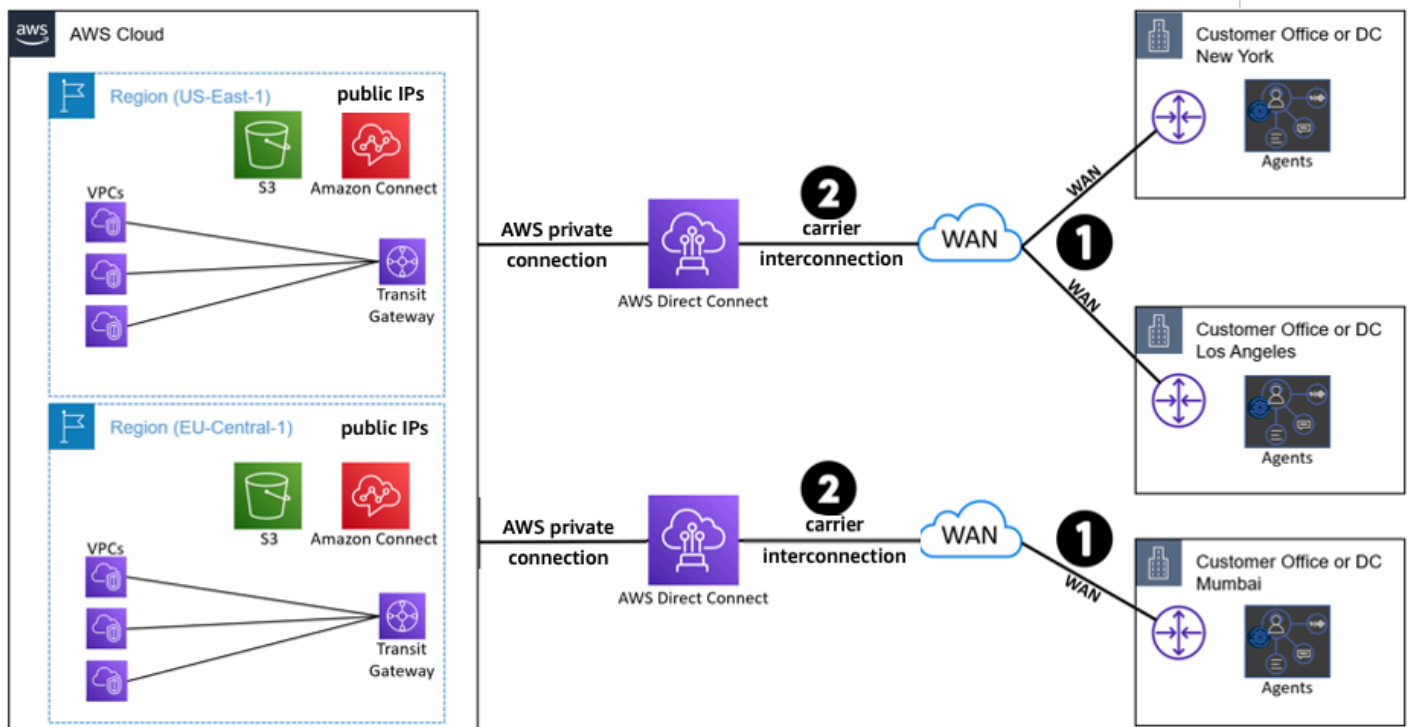 aws
AWS Cloud
Region (US-East-1)
public IPs
S3
Amazon Connect
VPCs
Transit
Gateway
AWS private
connection
AWS Direct Connect
2
carrier
interconnection
WAN
WAN
1
WAN
Customer Office or DC
New York
Agents
Customer Office or DC
Los Angeles
Agents
Region (EU-Central-1)
public IPs
S3
Amazon Connect
VPCs
Transit
Gateway
AWS private
connection
AWS Direct Connect
2
carrier
interconnection
WAN
1
WAN
Customer Office or DC
Mumbai
Agents